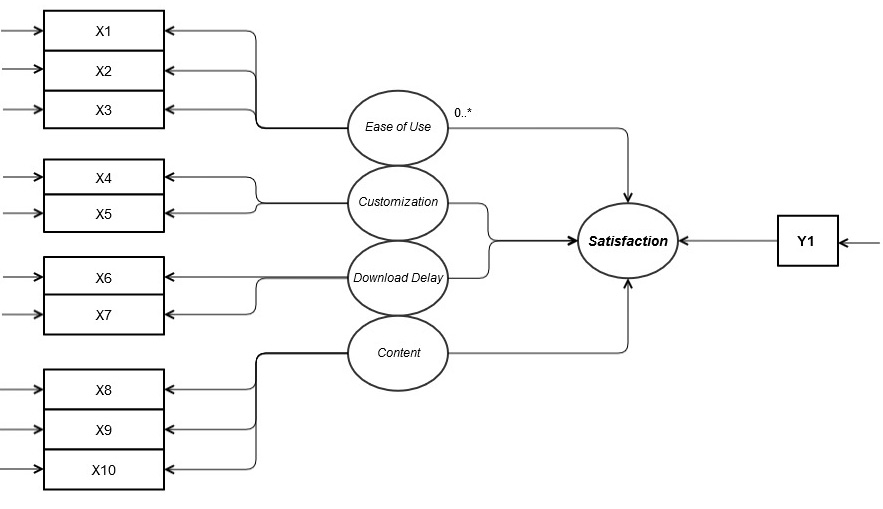 X1
X2
X3
Ease of Use
0..*
X4
X5
Customization
Satisfaction
Y1
X6
X7
Download Delay
Content
X8
X9
X10